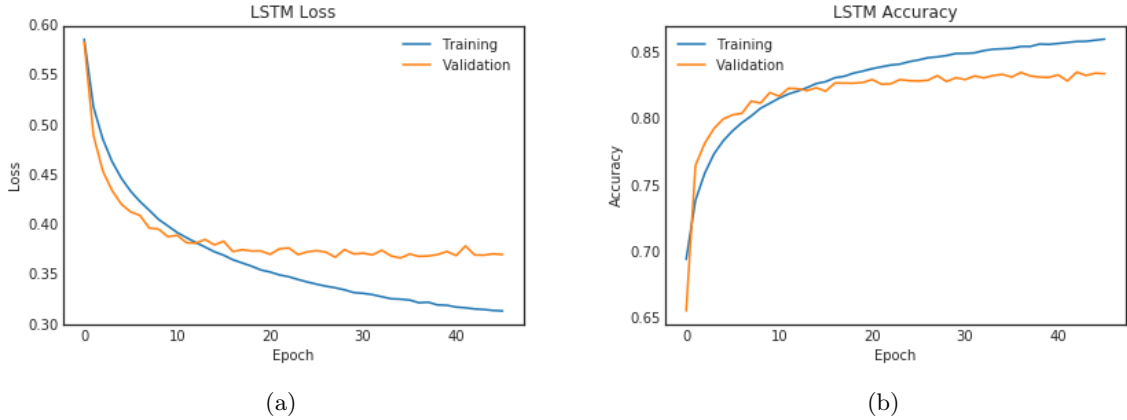 LSTM Loss
0.60
0.55
0.50
0.45
0.40
0.35
0.30
Loss
Training
Validation
0 10 20 30 40
Epoch
(a)
LSTM Accuracy
0.85
0.80
0.75
0.70
0.65
Accuracy
Training
Validation
0 10 20 30 40
Epoch
(b)